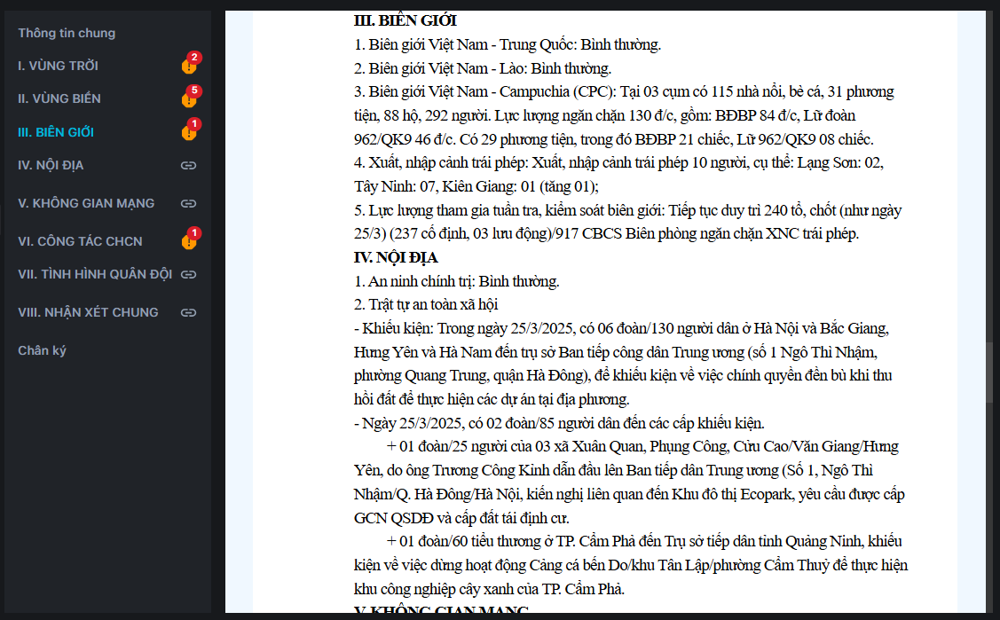 Thông tin chung
I. VÙNG TRỜI
2
II. VÙNG BIỂN
5
III. BIÊN GIỚI
1
IV. NỘI ĐỊA
V. KHÔNG GIAN MẠNG
VI. CÔNG TÁC CHCN
1
VII. TÌNH HÌNH QUÂN ĐỘI
VIII. NHẬN XÉT CHUNG
Chân ký
III. BIÊN GIỚI
1. Biên giới Việt Nam - Trung Quốc: Bình thường.
2. Biên giới Việt Nam - Lào: Bình thường.
3. Biên giới Việt Nam - Campuchia (CPC): Tại 03 cụm có 115 nhà nổi, bè cá, 31 phương
tiện, 88 hộ, 292 người. Lực lượng ngăn chặn 130 đ/c, gồm: BĐBP 84 đ/c, Lữ đoàn
962/QK9 46 đ/c. Có 29 phương tiện, trong đó BĐBP 21 chiếc, Lữ 962/QK9 08 chiếc.
4. Xuất, nhập cảnh trái phép: Xuất, nhập cảnh trái phép 10 người, cụ thể: Lạng Sơn: 02,
Tây Ninh: 07, Kiên Giang: 01 (tăng 01);
5. Lực lượng tham gia tuần tra, kiểm soát biên giới: Tiếp tục duy trì 240 tổ, chốt (như ngày
25/3) (237 cố định, 03 lưu động)/917 CBCS Biên phòng ngăn chặn XNC trái phép.
IV. NỘI ĐỊA
1. An ninh chính trị: Bình thường.
2. Trật tự an toàn xã hội
- Khiếu kiện: Trong ngày 25/3/2025, có 06 đoàn/130 người dân ở Hà Nội và Bắc Giang,
Hưng Yên và Hà Nam đến trụ sở Ban tiếp công dân Trung ương (số 1 Ngô Thì Nhậm,
phường Quang Trung, quận Hà Đông), để khiếu kiện về việc chính quyền đền bù khi thu
hồi đất để thực hiện các dự án tại địa phương.
- Ngày 25/3/2025, có 02 đoàn/85 người dân đến các cấp khiếu kiện.
+ 01 đoàn/25 người của 03 xã Xuân Quan, Phụng Công, Cửu Cao/Văn Giang/Hưng
Yên, do ông Trương Công Kinh dẫn đầu lên Ban tiếp dân Trung ương (Số 1, Ngô Thì
Nhậm/Q. Hà Đông/Hà Nội, kiến nghị liên quan đến Khu đô thị Ecopark, yêu cầu được cấp
GCN QSDĐ và cấp đất tái định cư.
+ 01 đoàn/60 tiểu thương ở TP. Cẩm Phả đến Trụ sở tiếp dân tỉnh Quảng Ninh, khiếu
kiện về việc dừng hoạt động Cảng cá bến Do/khu Tân Lập/phường Cẩm Thuỷ để thực hiện
khu công nghiệp cây xanh của TP. Cẩm Phả.
V. KHÔNG GIAN MẠNG